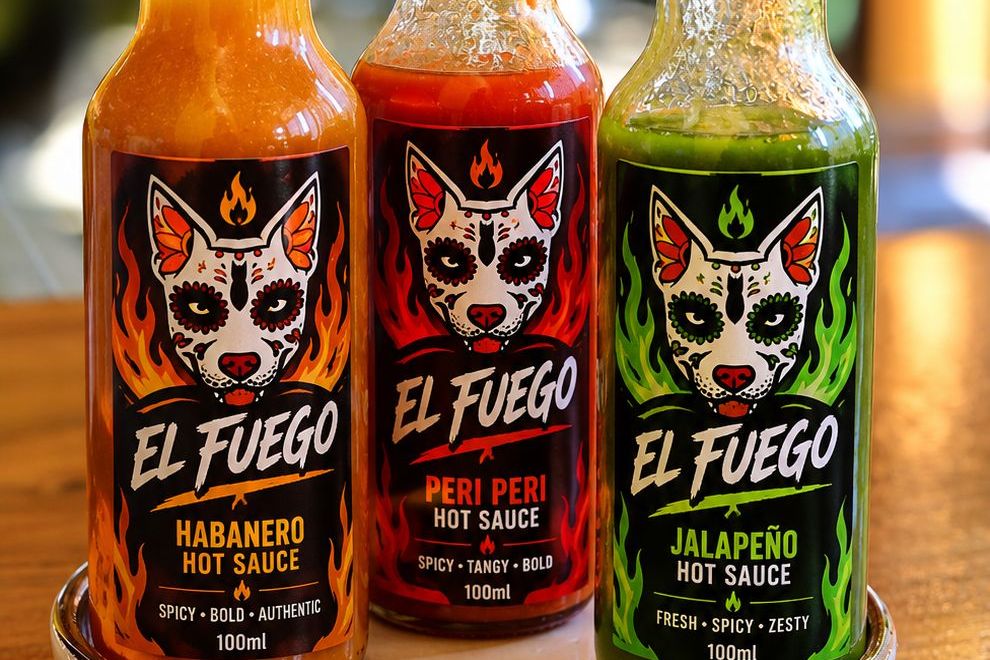 EL FUEGO
HABANERO
HOT SAUCE
SPICY • BOLD • AUTHENTIC
100ml
EL FUEGO
PERI PERI
HOT SAUCE
SPICY • TANGY • BOLD
100ml
EL FUEGO
JALAPEÑO
HOT SAUCE
FRESH • SPICY • ZESTY
100ml